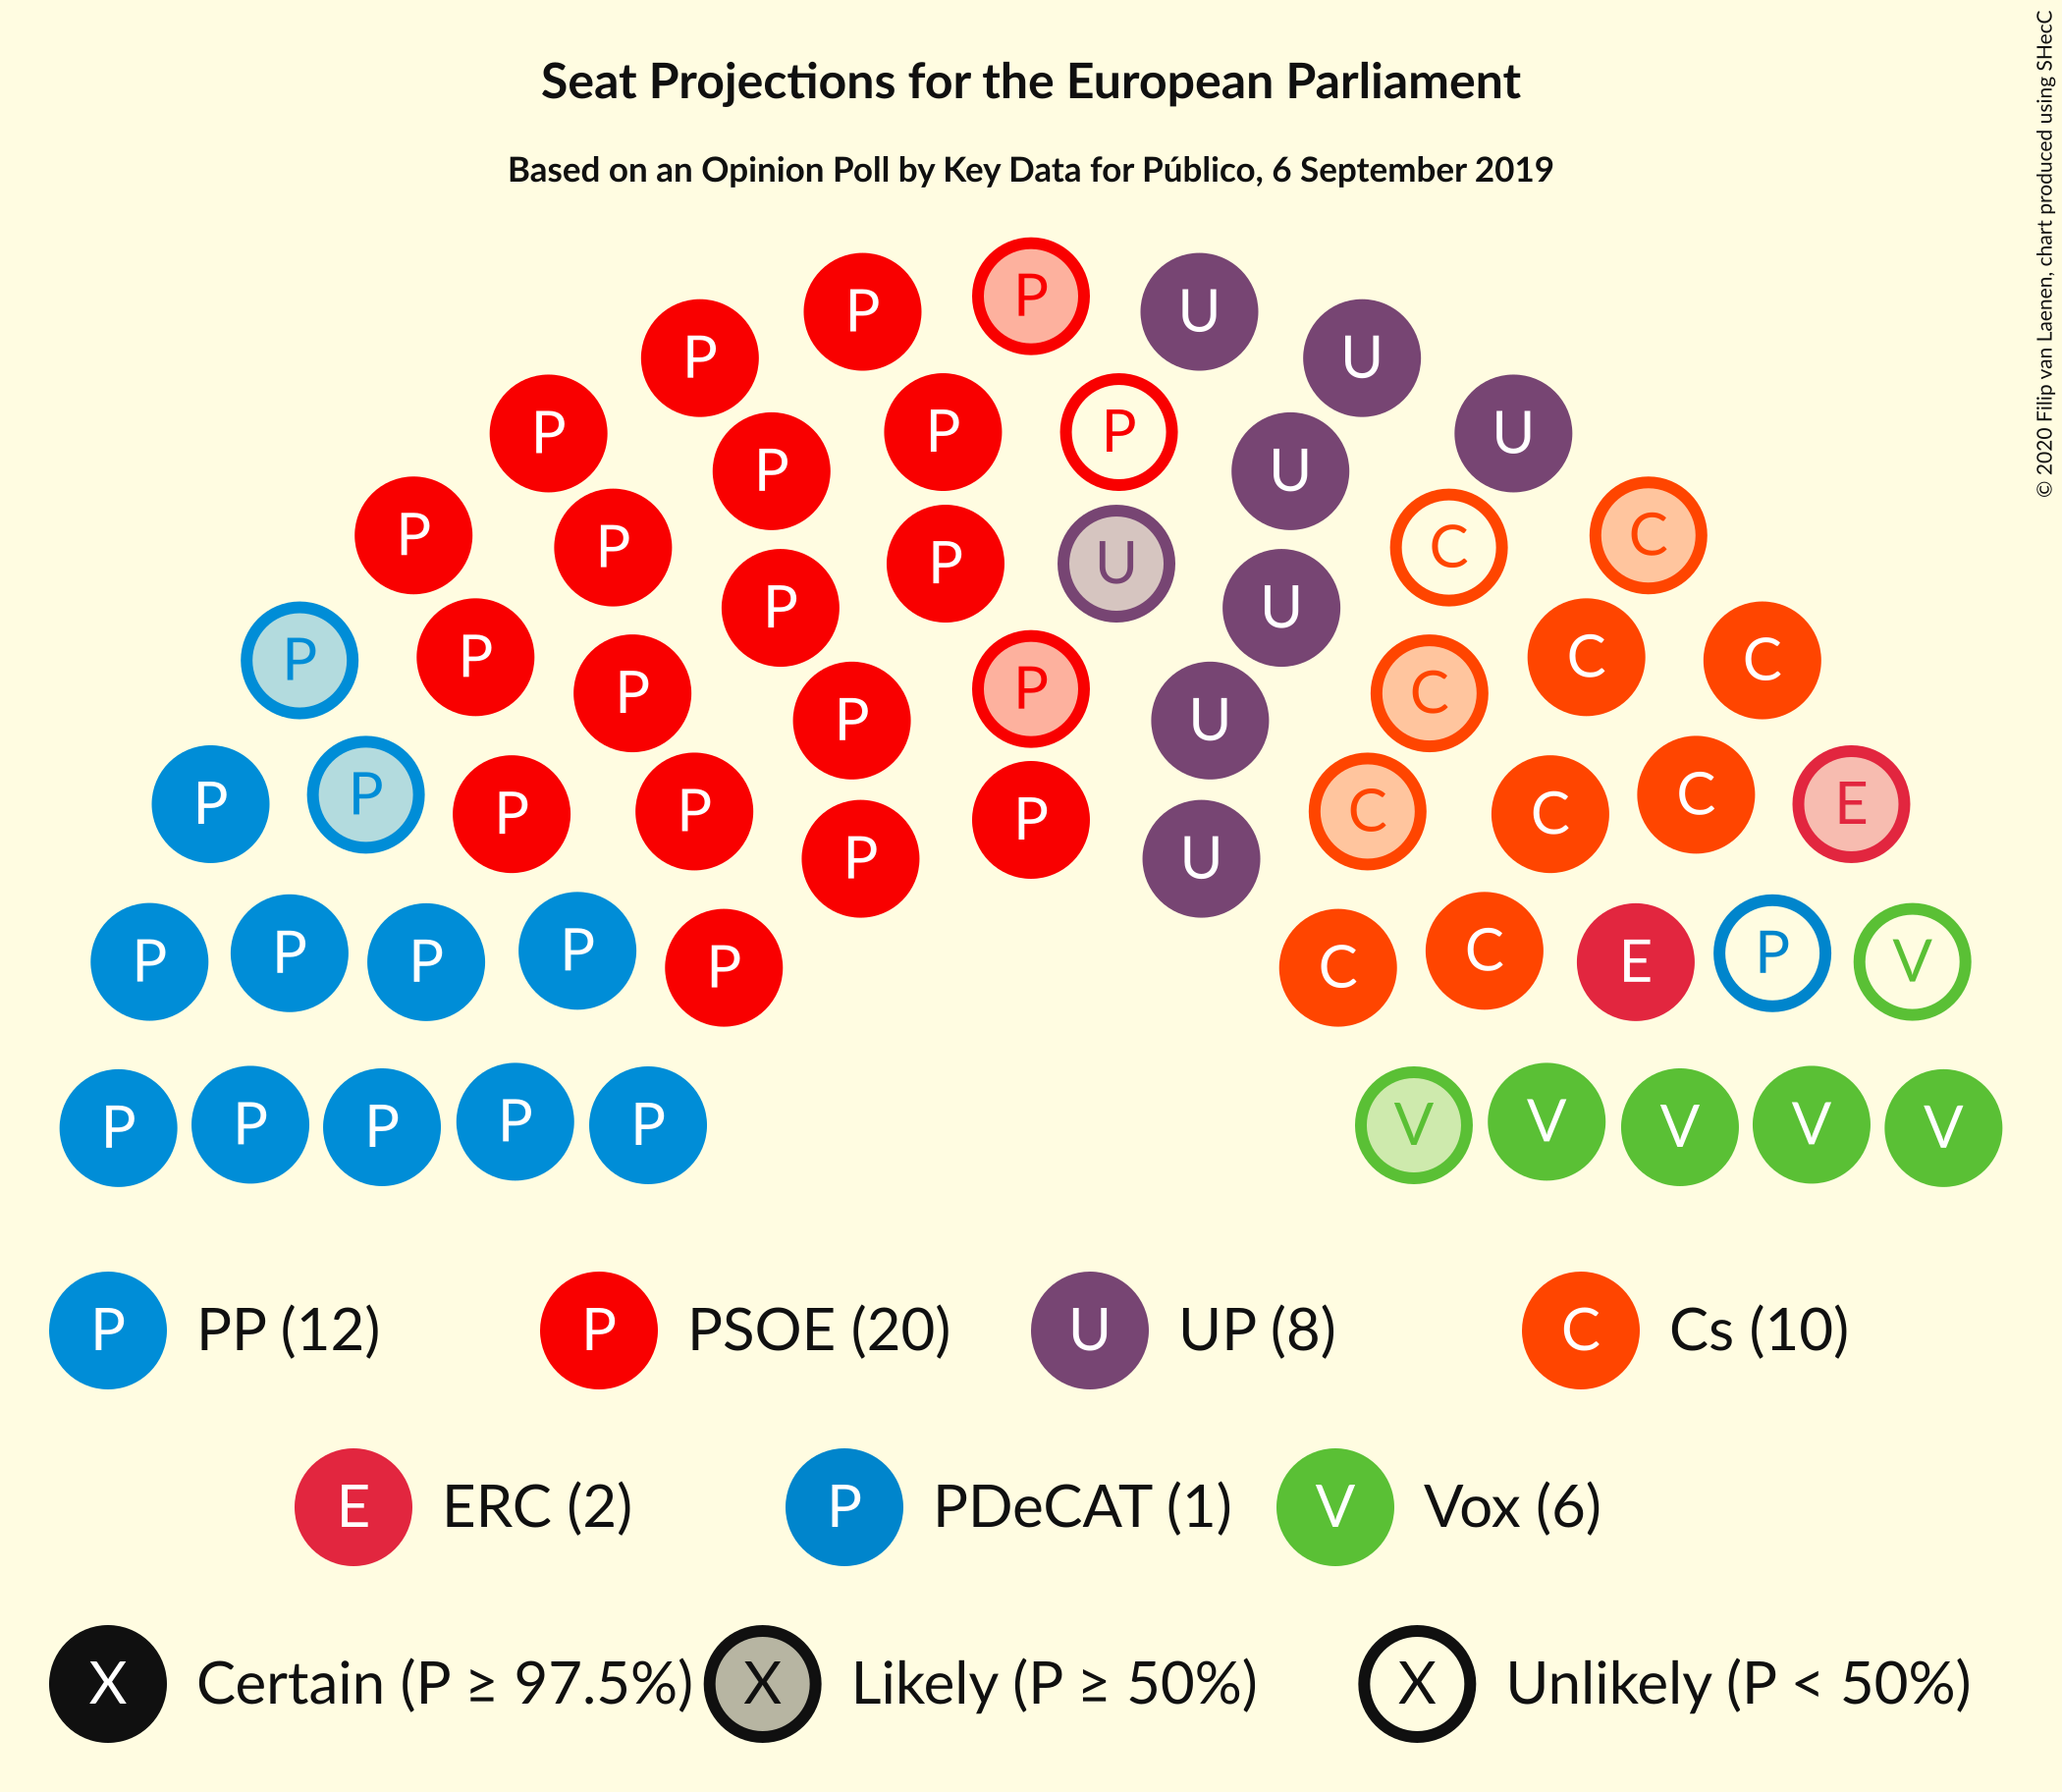 Seat Projections for the European Parliament
Based on an Opinion Poll by Key Data for Público, 6 September 2019
© 2020 Filip van Laenen, chart produced using SHecC
P
P P U U
P P U
P P P U
P P U C C
P P U
P P C C
P P P C
P P U
P P P P C C C E
P P P U
P P P P P C C E P V
P P P P P V V V V V
P PP (12) P PSOE (20) U UP (8) C Cs (10)
E ERC (2) P PDeCAT (1) V Vox (6)
X Certain (P ≥ 97.5%) X Likely (P ≥ 50%) X Unlikely (P < 50%)